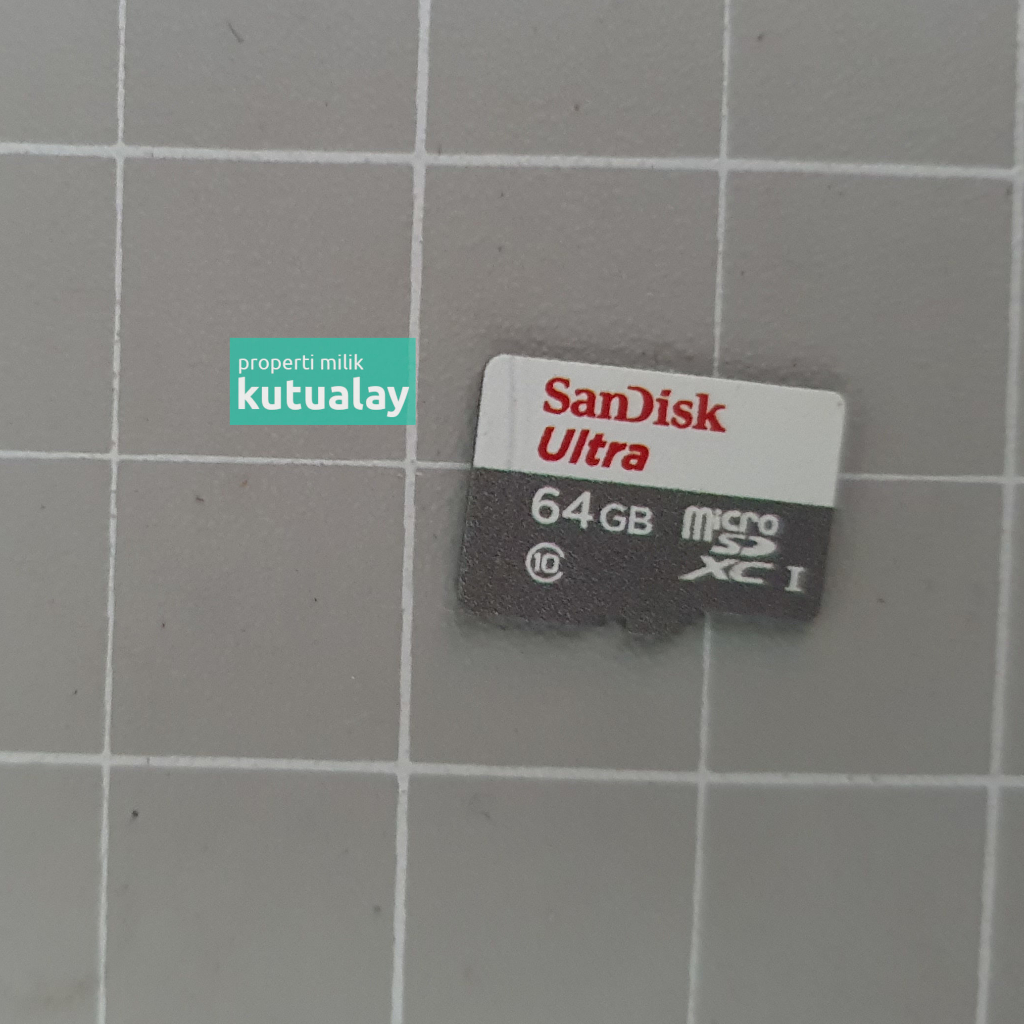 properti milik
kutualay
SanDisk
Ultra
64GB
micro
SD
XC I
10